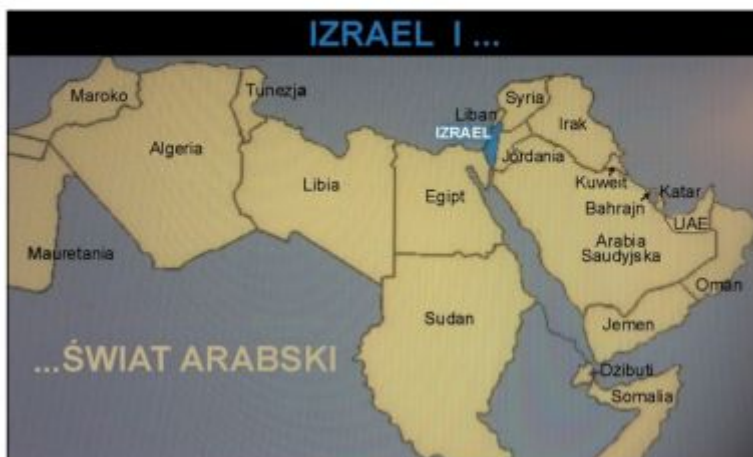 IZRAEL I ...
Maroko
Tunezja
Algeria
Libia
Egipt
Mauretania
Sudan
Liban
Syria
IZRAEL
Irak
Jordania
Kuweit
Katar
Bahrajn
UAE
Arabia
Saudyjska
Oman
Jemen
Dżibuti
Somalia
...ŚWIAT ARABSKI